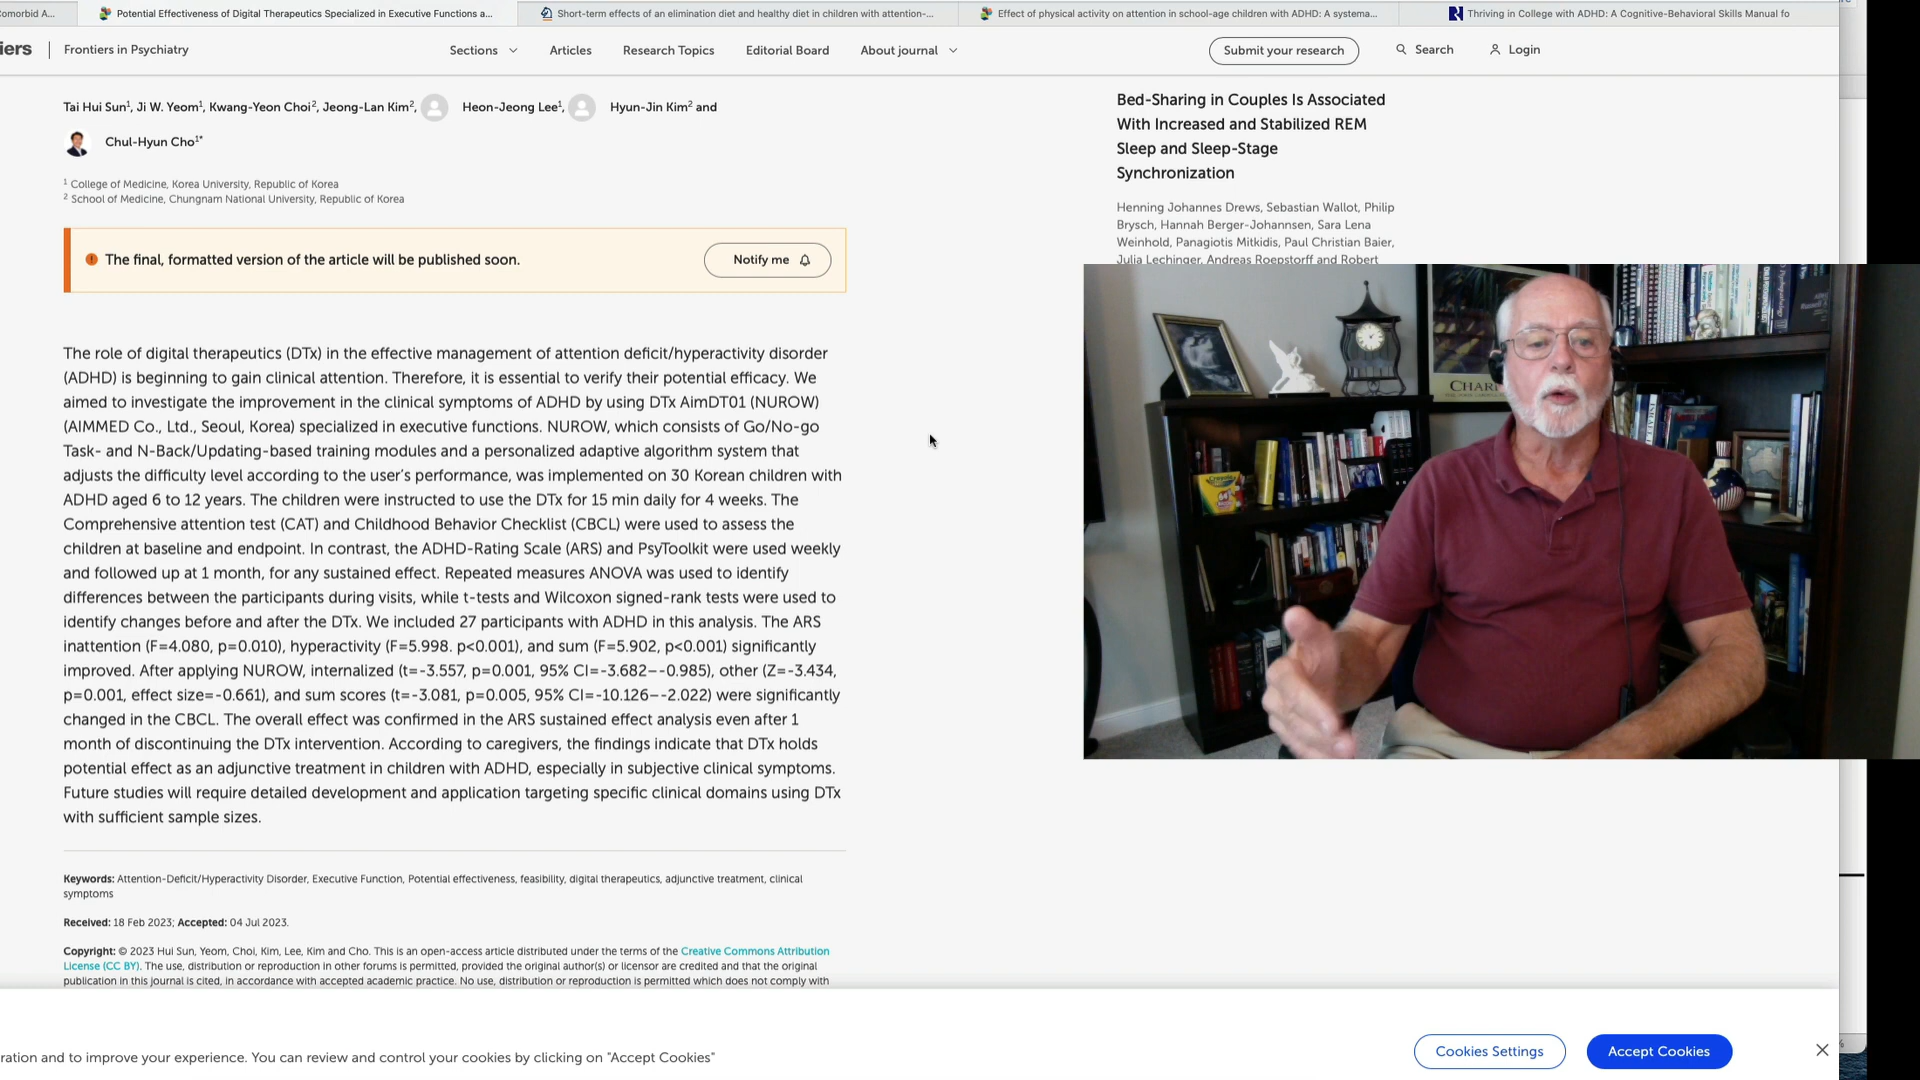 omorbid A...
Potential Effectiveness of Digital Therapeutics Specialized in Executive Functions a...
Short-term effects of an elimination diet and healthy diet in children with attention-...
Effect of physical activity on attention in school-age children with ADHD: A systema...
Thriving in College with ADHD: A Cognitive-Behavioral Skills Manual fo
iers
Frontiers in Psychiatry
Sections
Articles
Research Topics
Editorial Board
About journal
Submit your research
Search
Login
Tai Hui Sun1, Ji W. Yeom1, Kwang-Yeon Choi2, Jeong-Lan Kim2, Heon-Jeong Lee1, Hyun-Jin Kim2 and
Chul-Hyun Cho1*
1 College of Medicine, Korea University, Republic of Korea
2 School of Medicine, Chungnam National University, Republic of Korea
The final, formatted version of the article will be published soon.
Notify me
The role of digital therapeutics (DTx) in the effective management of attention deficit/hyperactivity disorder
(ADHD) is beginning to gain clinical attention. Therefore, it is essential to verify their potential efficacy. We
aimed to investigate the improvement in the clinical symptoms of ADHD by using DTx AimDT01 (NUROW)
(AIMMED Co., Ltd., Seoul, Korea) specialized in executive functions. NUROW, which consists of Go/No-go
Task- and N-Back/Updating-based training modules and a personalized adaptive algorithm system that
adjusts the difficulty level according to the user's performance, was implemented on 30 Korean children with
ADHD aged 6 to 12 years. The children were instructed to use the DTx for 15 min daily for 4 weeks. The
Comprehensive attention test (CAT) and Childhood Behavior Checklist (CBCL) were used to assess the
children at baseline and endpoint. In contrast, the ADHD-Rating Scale (ARS) and PsyToolkit were used weekly
and followed up at 1 month, for any sustained effect. Repeated measures ANOVA was used to identify
differences between the participants during visits, while t-tests and Wilcoxon signed-rank tests were used to
identify changes before and after the DTx. We included 27 participants with ADHD in this analysis. The ARS
inattention (F=4.080, p=0.010), hyperactivity (F=5.998. p<0.001), and sum (F=5.902, p<0.001) significantly
improved. After applying NUROW, internalized (t=-3.557, p=0.001, 95% CI=-3.682--0.985), other (Z=-3.434,
p=0.001, effect size=-0.661), and sum scores (t=-3.081, p=0.005, 95% CI=-10.126--2.022) were significantly
changed in the CBCL. The overall effect was confirmed in the ARS sustained effect analysis even after 1
month of discontinuing the DTx intervention. According to caregivers, the findings indicate that DTx holds
potential effect as an adjunctive treatment in children with ADHD, especially in subjective clinical symptoms.
Future studies will require detailed development and application targeting specific clinical domains using DTx
with sufficient sample sizes.
Keywords: Attention-Deficit/Hyperactivity Disorder, Executive Function, Potential effectiveness, feasibility, digital therapeutics, adjunctive treatment, clinical
symptoms
Received: 18 Feb 2023; Accepted: 04 Jul 2023.
Copyright: © 2023 Hui Sun, Yeom, Choi, Kim, Lee, Kim and Cho. This is an open-access article distributed under the terms of the Creative Commons Attribution
License (CC BY). The use, distribution or reproduction in other forums is permitted, provided the original author(s) or licensor are credited and that the original
publication in this journal is cited, in accordance with accepted academic practice. No use, distribution or reproduction is permitted which does not comply with
Bed-Sharing in Couples Is Associated
With Increased and Stabilized REM
Sleep and Sleep-Stage
Synchronization
Henning Johannes Drews, Sebastian Wallot, Philip
Brysch, Hannah Berger-Johannsen, Sara Lena
Weinhold, Panagiotis Mitkidis, Paul Christian Baier,
Julia Lechinger, Andreas Roepstorff and Robert
ration and to improve your experience. You can review and control your cookies by clicking on "Accept Cookies"
Cookies Settings
Accept Cookies